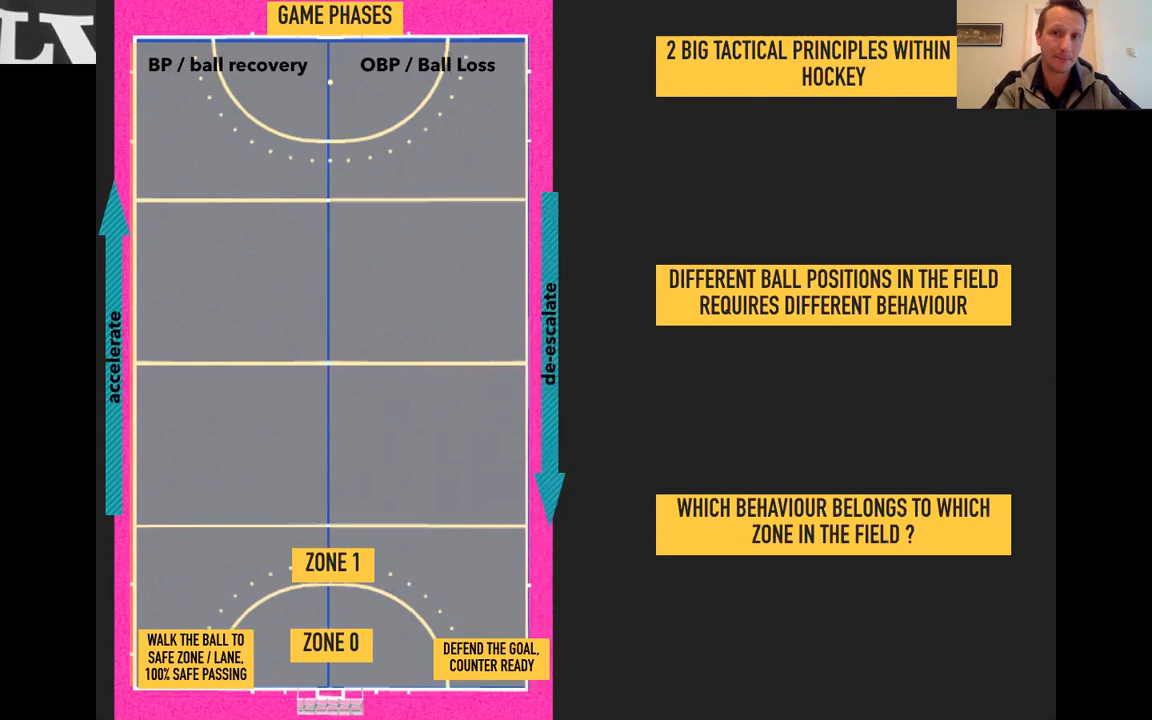 GAME PHASES
BP / ball recovery
OBP / Ball Loss
accelerate
de-escalate
ZONE 1
ZONE 0
WALK THE BALL TO
SAFE ZONE / LANE,
100% SAFE PASSING
DEFEND THE GOAL,
COUNTER READY
2 BIG TACTICAL PRINCIPLES WITHIN
HOCKEY
DIFFERENT BALL POSITIONS IN THE FIELD
REQUIRES DIFFERENT BEHAVIOUR
WHICH BEHAVIOUR BELONGS TO WHICH
ZONE IN THE FIELD ?